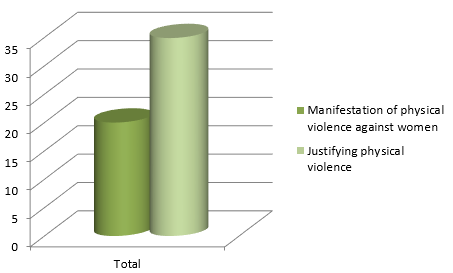 35
30
25
20
15
10
5
0
Total
Manifestation of physical
violence against women
Justifying physical
violence